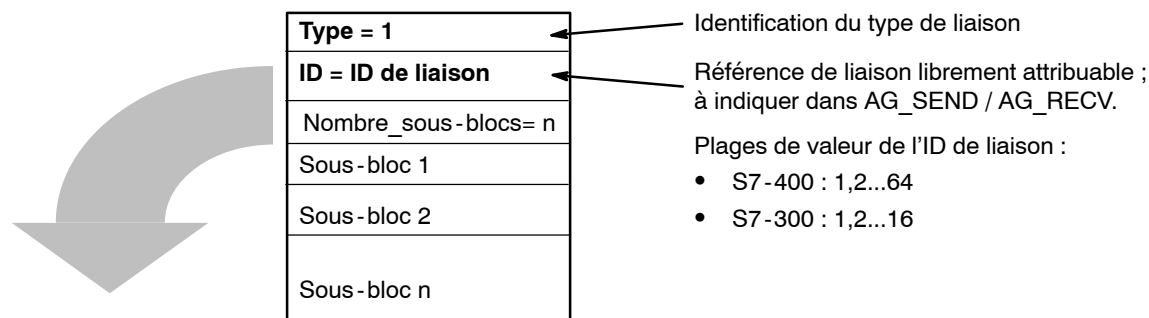 Type = 1
ID = ID de liaison
Nombre_sous-blocs= n
Sous-bloc 1
Sous-bloc 2
Sous-bloc n
Identification du type de liaison
Référence de liaison librement attribuable ;
à indiquer dans AG_SEND / AG_RECV.
Plages de valeur de l'ID de liaison :
• S7-400 : 1,2...64
• S7-300 : 1,2...16